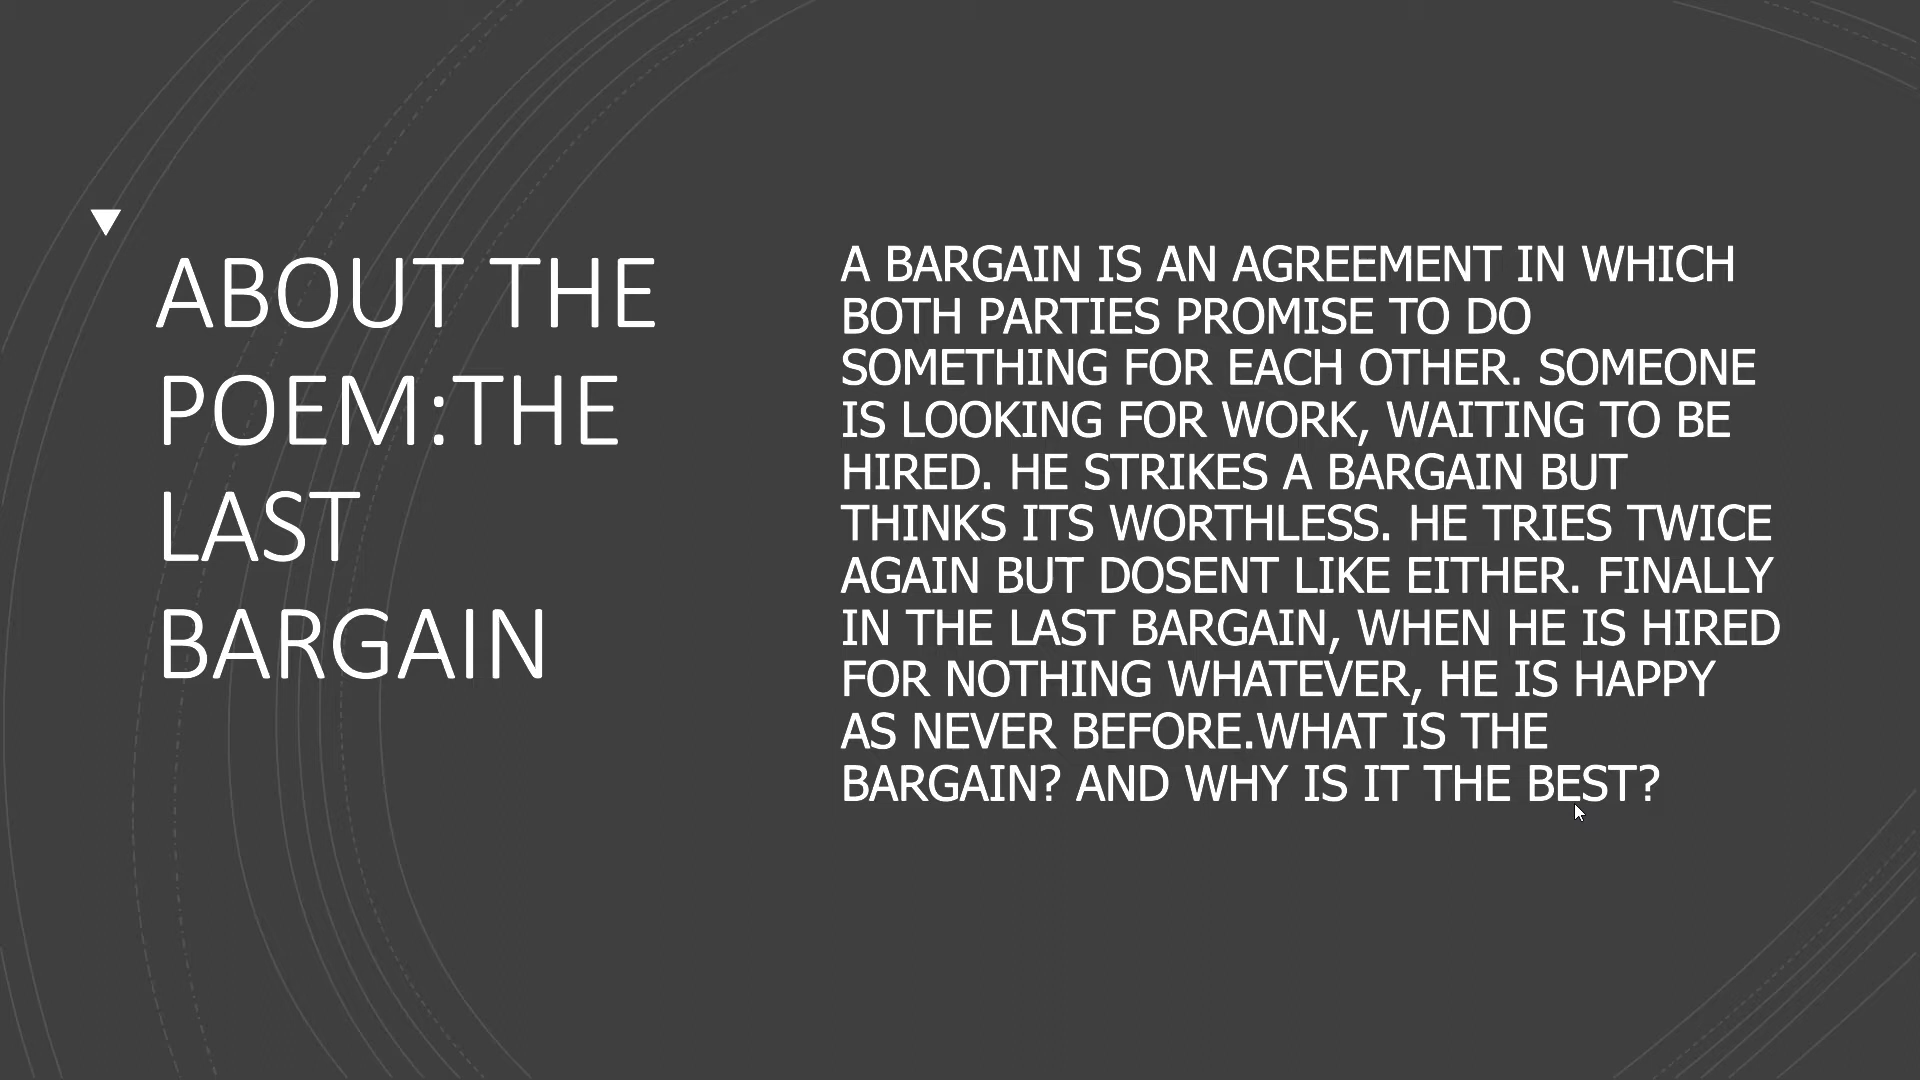 ABOUT THE
POEM:THE
LAST
BARGAIN
A BARGAIN IS AN AGREEMENT IN WHICH
BOTH PARTIES PROMISE TO DO
SOMETHING FOR EACH OTHER. SOMEONE
IS LOOKING FOR WORK, WAITING TO BE
HIRED. HE STRIKES A BARGAIN BUT
THINKS ITS WORTHLESS. HE TRIES TWICE
AGAIN BUT DOSENT LIKE EITHER. FINALLY
IN THE LAST BARGAIN, WHEN HE IS HIRED
FOR NOTHING WHATEVER, HE IS HAPPY
AS NEVER BEFORE.WHAT IS THE
BARGAIN? AND WHY IS IT THE BEST?